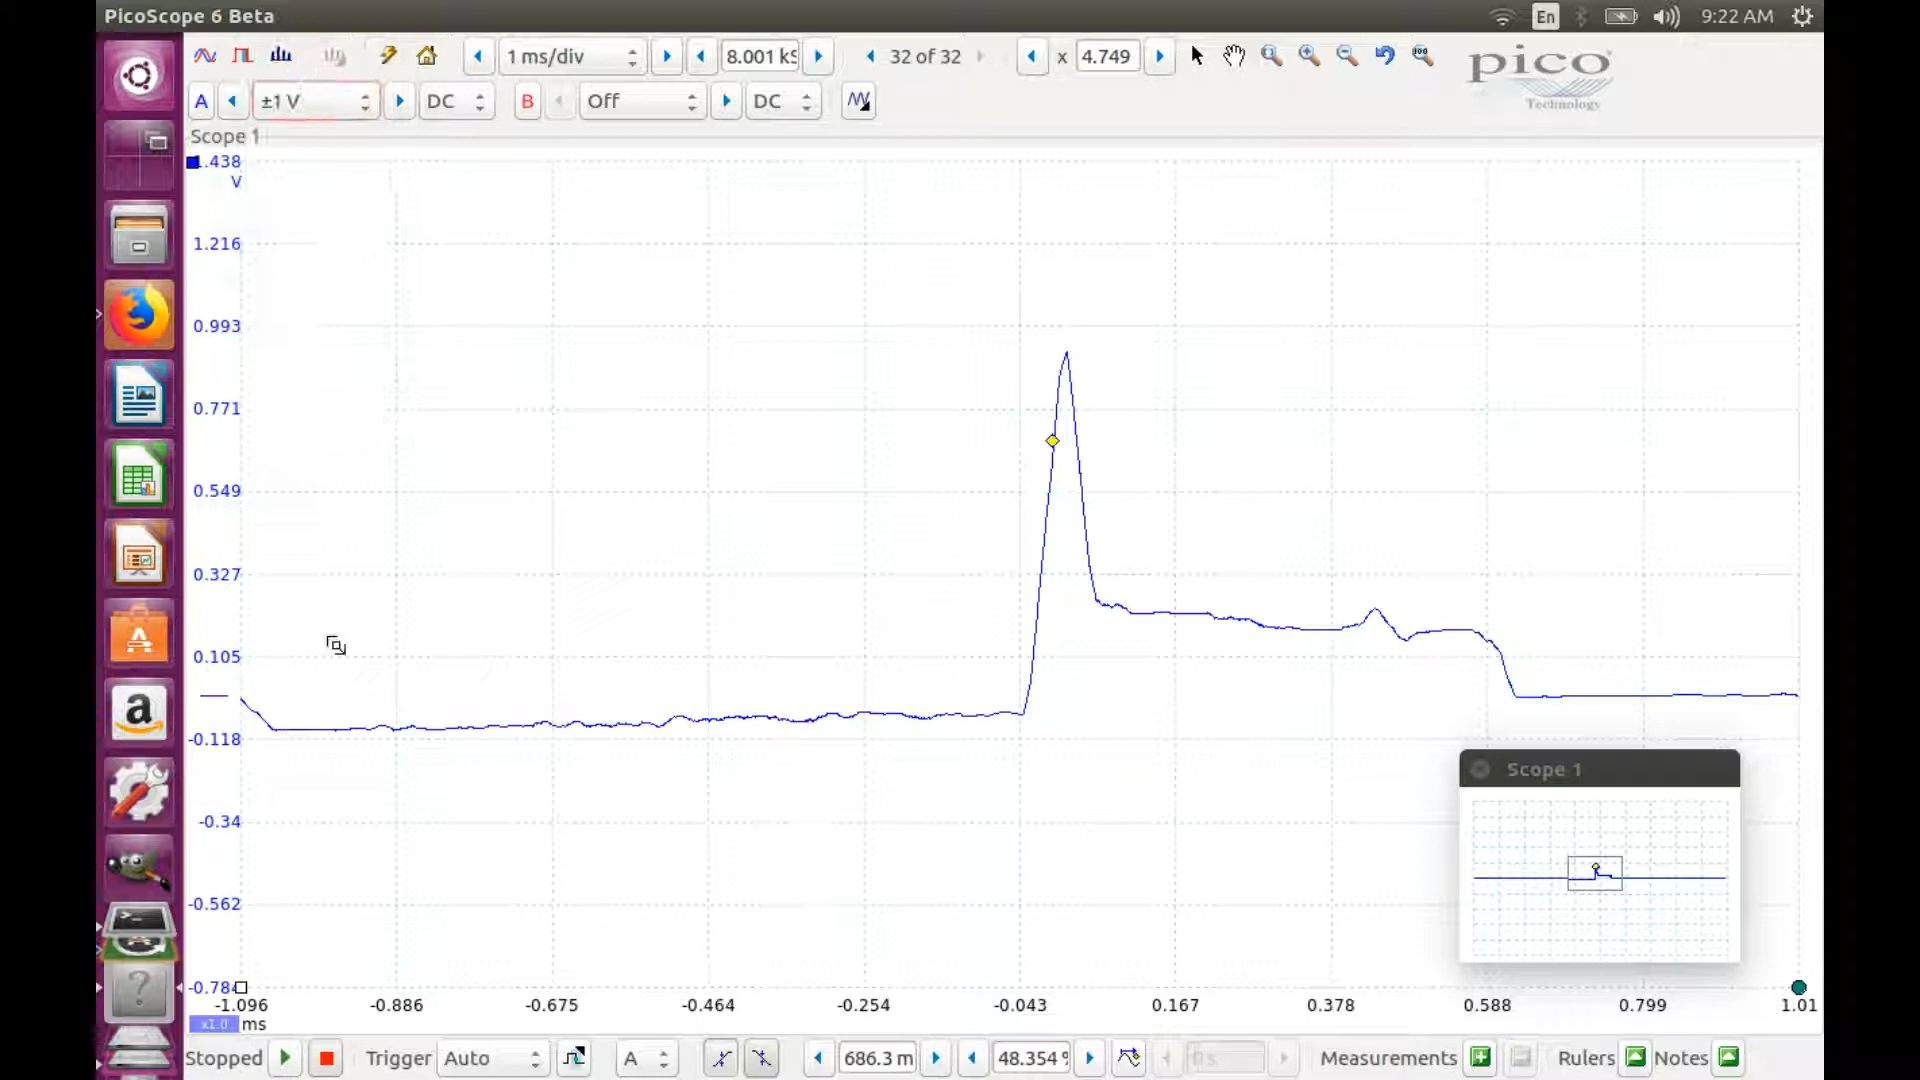 PicoScope 6 Beta
En
9:22 AM
1 ms/div
8.001 kS
32 of 32
x
4.749
pico
Technology
A
±1 V
DC
B
Off
DC
Scope 1
1.438
V
1.216
0.993
0.771
0.549
0.327
0.105
-0.118
-0.34
-0.562
-0.784
-1.096
-0.886
-0.675
-0.464
-0.254
-0.043
0.167
0.378
0.588
0.799
1.01
x1.0
ms
Scope 1
Stopped
Trigger
Auto
A
686.3 m
48.354 %
0 s
Measurements
Rulers
Notes